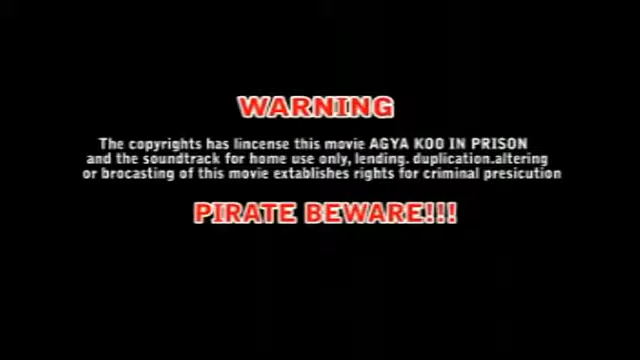 WARNING
The copyrights has lincense this movie AGYA KOO IN PRISON
and the soundtrack for home use only, lending. duplication.altering
or brocasting of this movie extablishes rights for criminal presicution
PIRATE BEWARE!!!